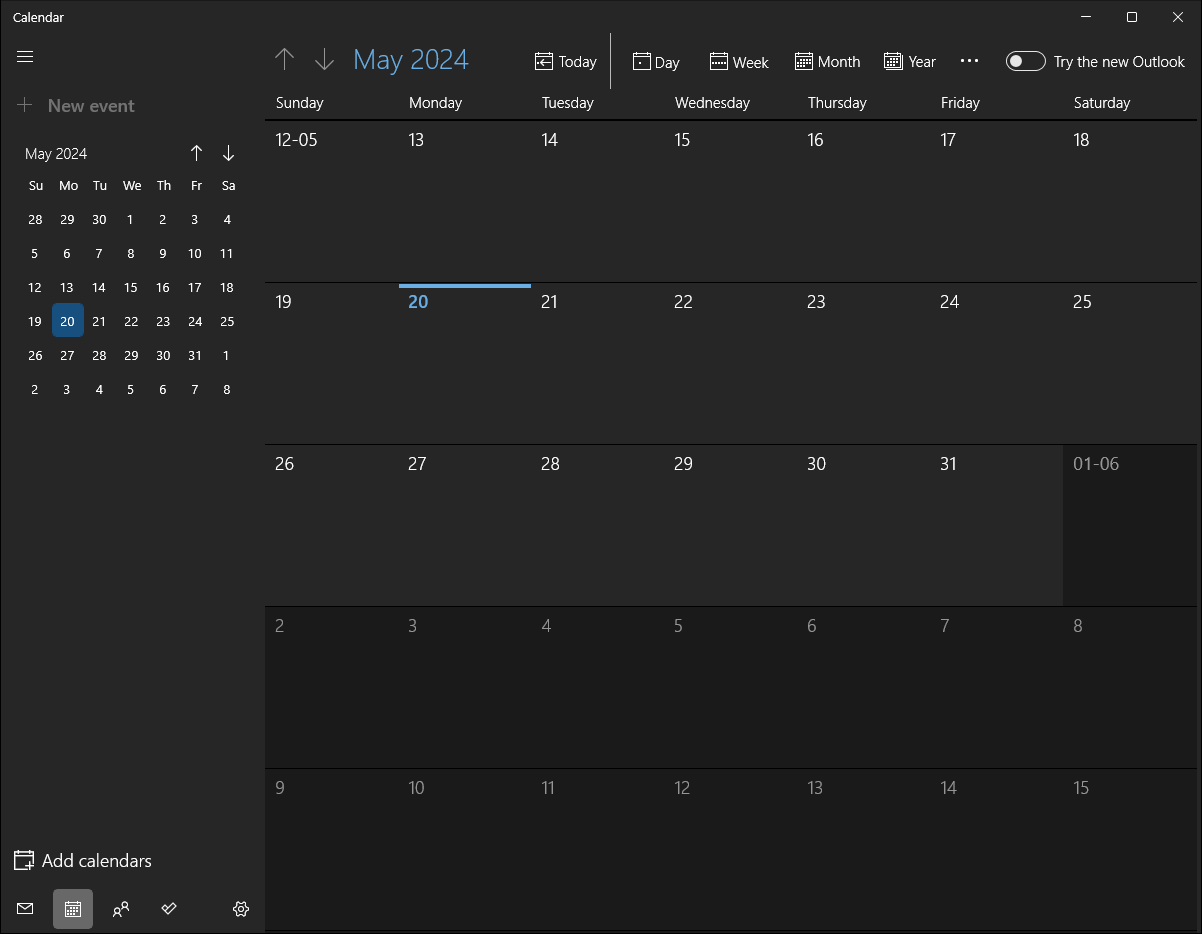 Calendar
May 2024
Today
Day
Week
Month
Year
Try the new Outlook
New event
Sunday Monday Tuesday Wednesday Thursday Friday Saturday
12-05 13 14 15 16 17 18
19 20 21 22 23 24 25
26 27 28 29 30 31 01-06
2 3 4 5 6 7 8
9 10 11 12 13 14 15
May 2024
Su Mo Tu We Th Fr Sa
28 29 30 1 2 3 4
5 6 7 8 9 10 11
12 13 14 15 16 17 18
19 20 21 22 23 24 25
26 27 28 29 30 31 1
2 3 4 5 6 7 8
Add calendars